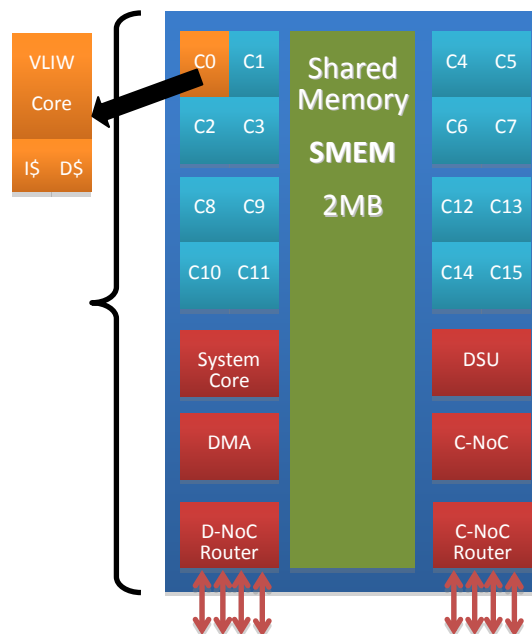 VLIW
Core
I$ D$
C0 C1
C2 C3
C8 C9
C10 C11
System
Core
DMA
D-NoC
Router
Shared
Memory
SMEM
2MB
C4 C5
C6 C7
C12 C13
C14 C15
DSU
C-NoC
C-NoC
Router